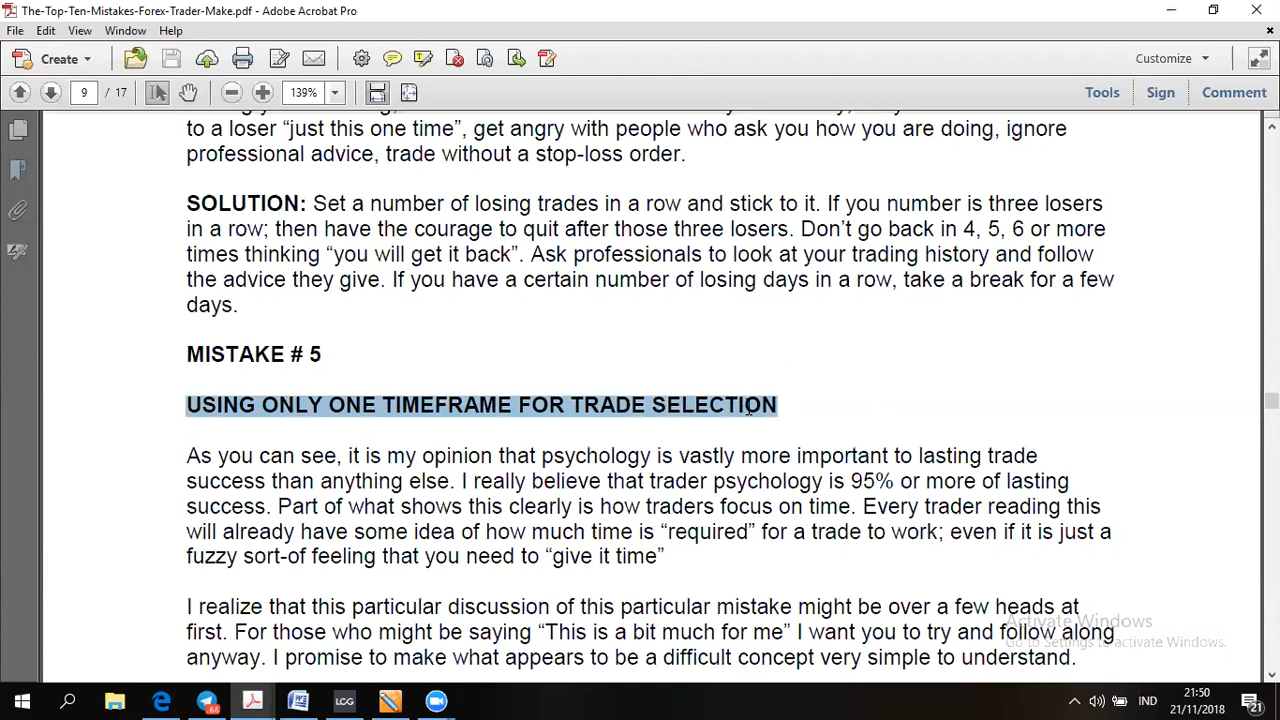 The-Top-Ten-Mistakes-Forex-Trader-Make.pdf - Adobe Acrobat Pro
File Edit View Window Help
Create
Customize
9 / 17
139%
Tools Sign Comment
to a loser “just this one time”, get angry with people who ask you how you are doing, ignore
professional advice, trade without a stop-loss order.
SOLUTION: Set a number of losing trades in a row and stick to it. If you number is three losers
in a row; then have the courage to quit after those three losers. Don’t go back in 4, 5, 6 or more
times thinking “you will get it back”. Ask professionals to look at your trading history and follow
the advice they give. If you have a certain number of losing days in a row, take a break for a few
days.
MISTAKE # 5
USING ONLY ONE TIMEFRAME FOR TRADE SELECTION
As you can see, it is my opinion that psychology is vastly more important to lasting trade
success than anything else. I really believe that trader psychology is 95% or more of lasting
success. Part of what shows this clearly is how traders focus on time. Every trader reading this
will already have some idea of how much time is “required” for a trade to work; even if it is just a
fuzzy sort-of feeling that you need to “give it time”
I realize that this particular discussion of this particular mistake might be over a few heads at
first. For those who might be saying “This is a bit much for me” I want you to try and follow along
anyway. I promise to make what appears to be a difficult concept very simple to understand.
Activate Windows
Go to Settings to activate Windows.
66
LCG
IND
21:50
21/11/2018
21